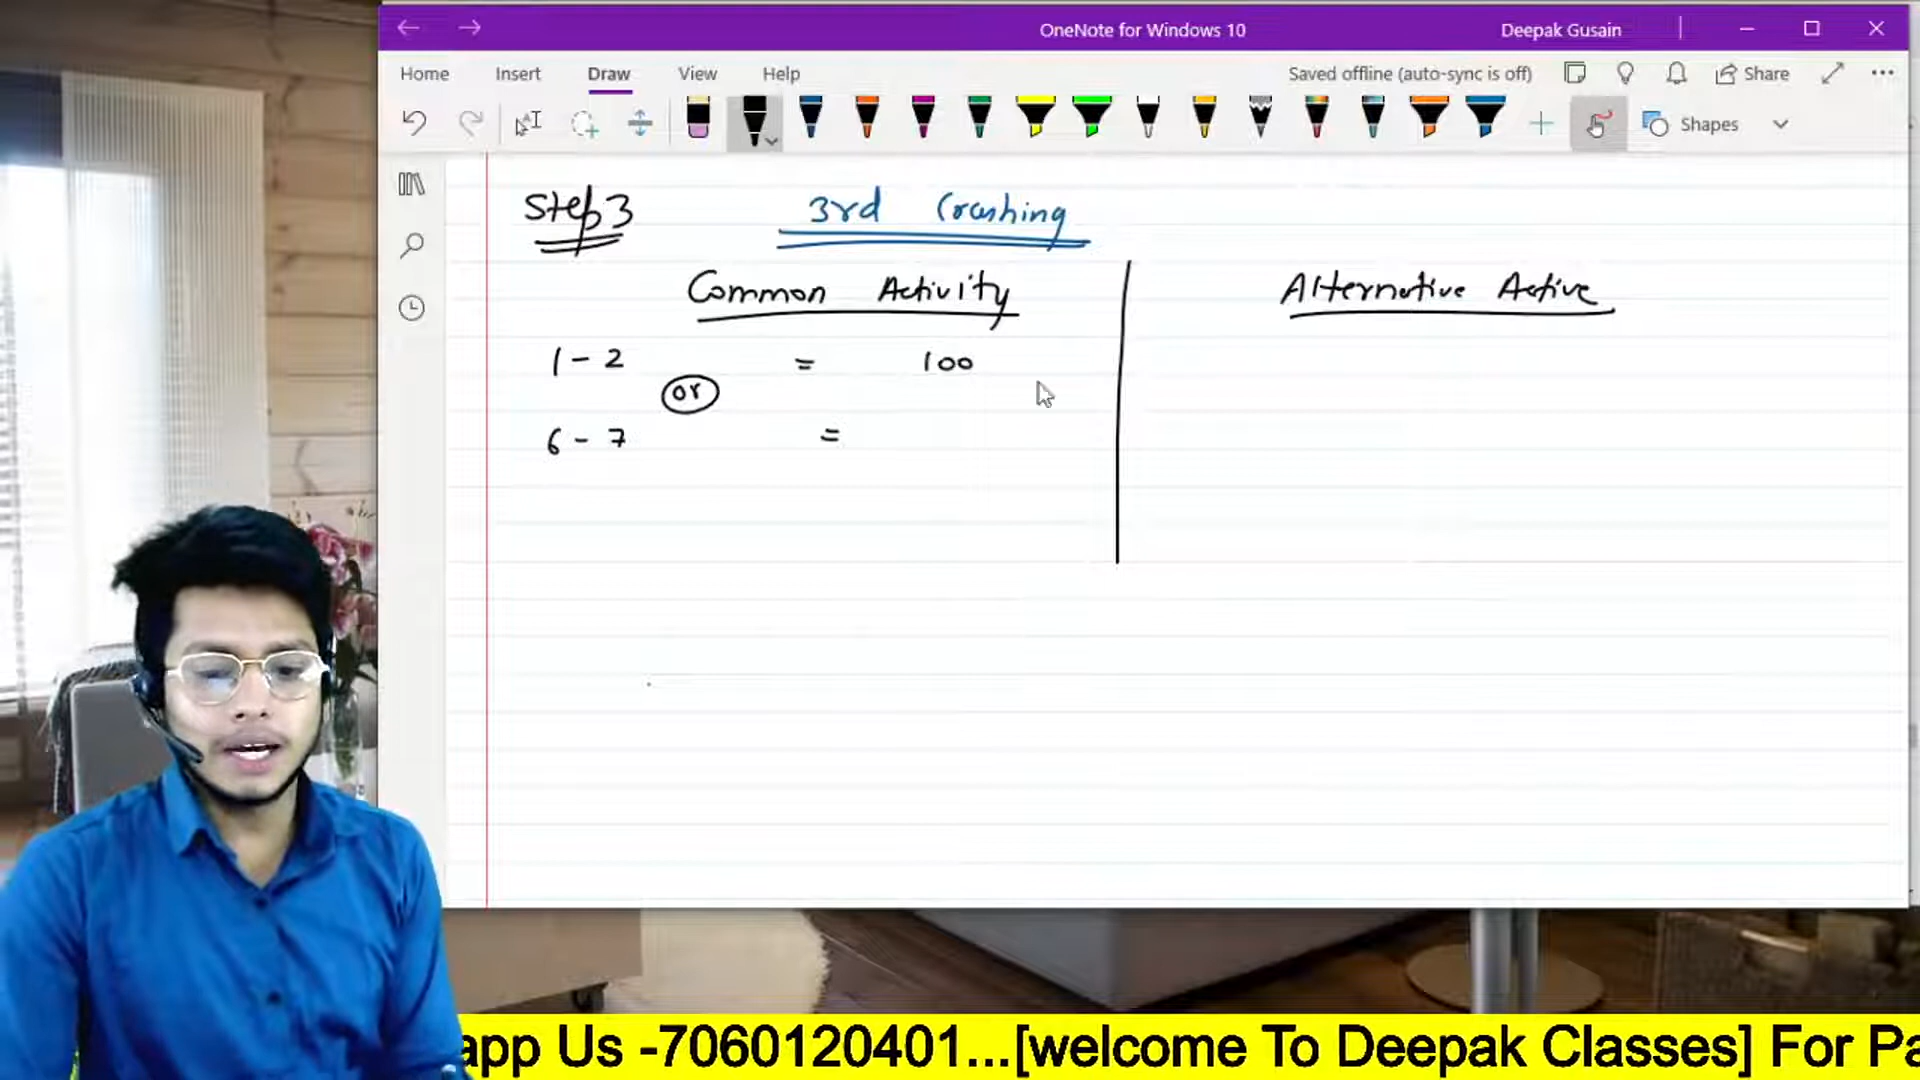 OneNote for Windows 10 Deepak Gusain
Home Insert Draw View Help Saved offline (auto-sync is off) Share
Shapes
Step 3 3rd Crashing
Common Activity Alternative Active
1 - 2 = 100
or
6 - 7 =
app Us -7060120401...[welcome To Deepak Classes] For Pa